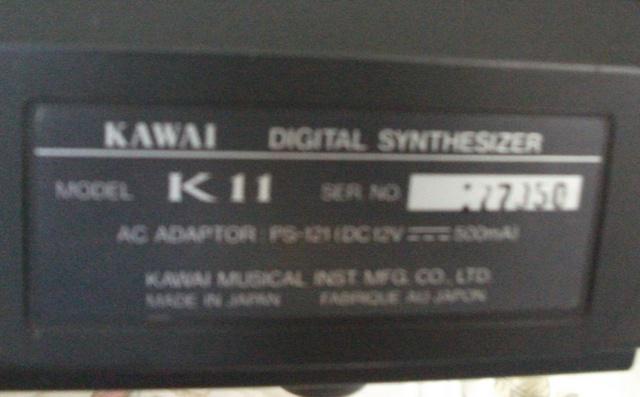 KAWAI DIGITAL SYNTHESIZER
MODEL K11 SER. NO.
AC ADAPTOR : PS-121 (DC12V ⎓ 500mA)
KAWAI MUSICAL INST. MFG. CO., LTD.
MADE IN JAPAN FABRIQUE AU JAPON